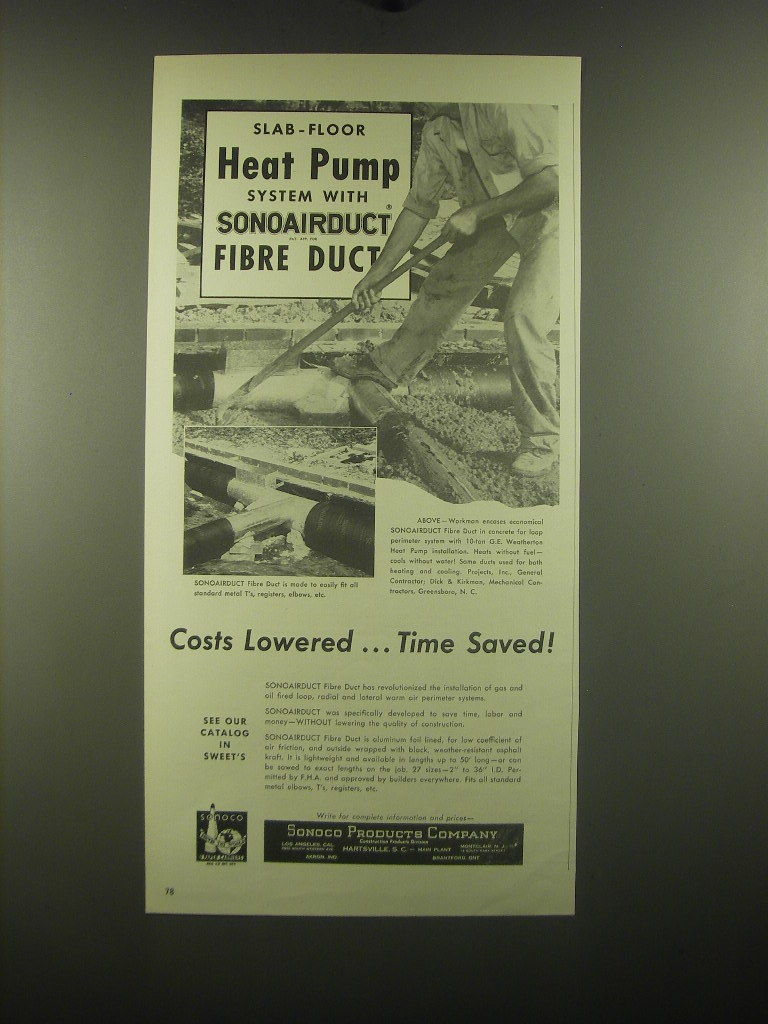 SLAB-FLOOR
Heat Pump
SYSTEM WITH
SONOAIRDUCT®
PAT. APP. FOR
FIBRE DUCT
ABOVE—Workman encases economical
SONOAIRDUCT Fibre Duct in concrete for loop
perimeter system with 10-ton G.E. Weathertron
Heat Pump installation. Heats without fuel—
cools without water! Same ducts used for both
heating and cooling. Projects, Inc., General
Contractor; Dick & Kirkman, Mechanical Con-
tractors, Greensboro, N. C.
SONOAIRDUCT Fibre Duct is made to easily fit all
standard metal T's, registers, elbows, etc.
Costs Lowered ... Time Saved!
SONOAIRDUCT Fibre Duct has revolutionized the installation of gas and
oil fired loop, radial and lateral warm air perimeter systems.
SONOAIRDUCT was specifically developed to save time, labor and
money—WITHOUT lowering the quality of construction.
SEE OUR
CATALOG
IN
SWEET'S
SONOAIRDUCT Fibre Duct is aluminum foil lined, for low coefficient of
air friction, and outside wrapped with black, weather-resistant asphalt
kraft. It is lightweight and available in lengths up to 50' long—or can
be sawed to exact lengths on the job. 27 sizes—2" to 36" I.D. Per-
mitted by F.H.A. and approved by builders everywhere. Fits all standard
metal elbows, T's, registers, etc.
Write for complete information and prices—
SONOCO
SONOCO PRODUCTS COMPANY
Construction Products Division
LOS ANGELES, CAL.
HARTSVILLE, S. C. — MAIN PLANT
MONTCLAIR, N. J.
AKRON, IND.
BRANTFORD, ONT.
78